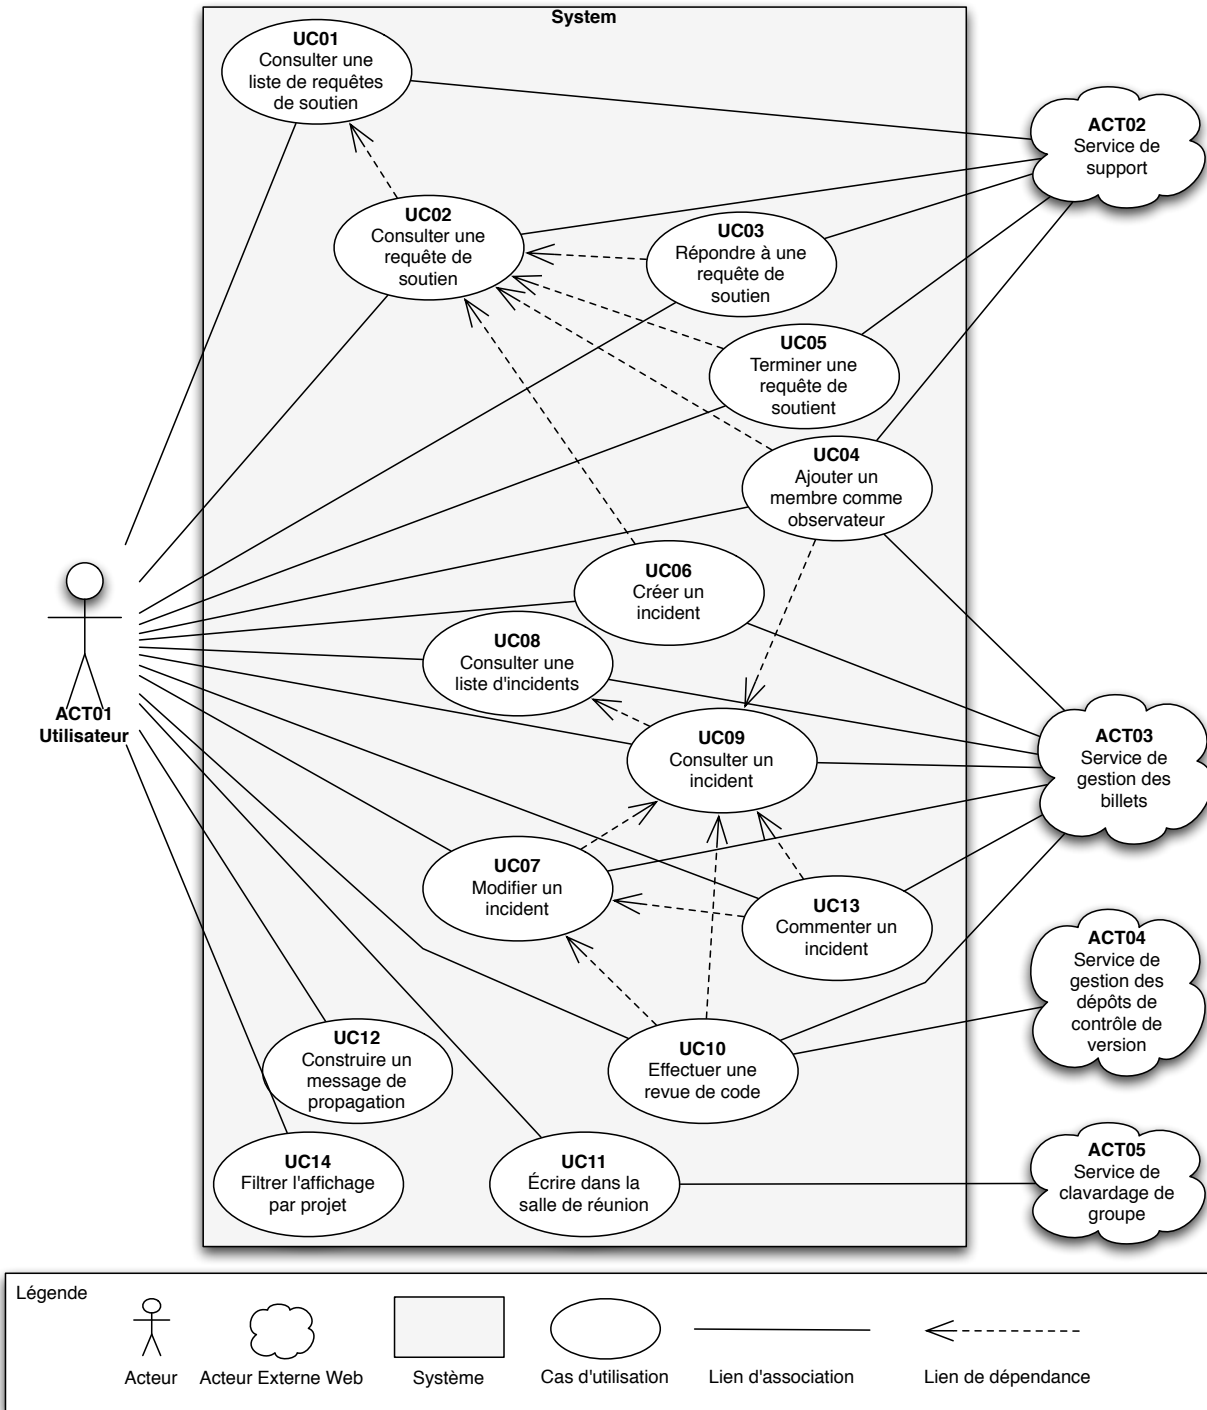 System
UC01
Consulter une
liste de requêtes
de soutien
ACT02
Service de
support
UC02
Consulter une
requête de
soutien
UC03
Répondre à une
requête de
soutien
UC05
Terminer une
requête de
soutient
UC04
Ajouter un
membre comme
observateur
UC06
Créer un
incident
UC08
Consulter une
liste d'incidents
ACT01
Utilisateur
UC09
Consulter un
incident
ACT03
Service de
gestion des
billets
UC07
Modifier un
incident
UC13
Commenter un
incident
ACT04
Service de
gestion des
dépôts de
contrôle de
version
UC12
Construire un
message de
propagation
UC10
Effectuer une
revue de code
UC14
Filtrer l'affichage
par projet
UC11
Écrire dans la
salle de réunion
ACT05
Service de
clavardage de
groupe
Légende
Acteur
Acteur Externe Web
Système
Cas d'utilisation
Lien d'association
Lien de dépendance